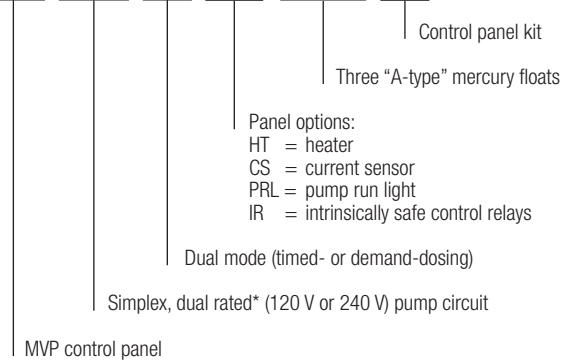 Control panel kit
Three “A-type” mercury floats
Panel options:
HT = heater
CS = current sensor
PRL = pump run light
IR = intrinsically safe control relays
Dual mode (timed- or demand-dosing)
Simplex, dual rated* (120 V or 240 V) pump circuit
MVP control panel